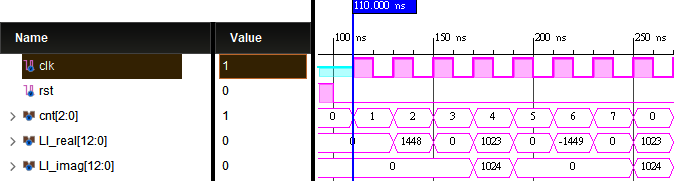 110.000 ns
Name Value 100 ns 150 ns 200 ns 250 ns
clk 1
rst 0
cnt[2:0] 1 0 1 2 3 4 5 6 7 0
LI_real[12:0] 0 0 1448 0 1023 0 -1449 0 1023
LI_imag[12:0] 0 0 1024 0 1024